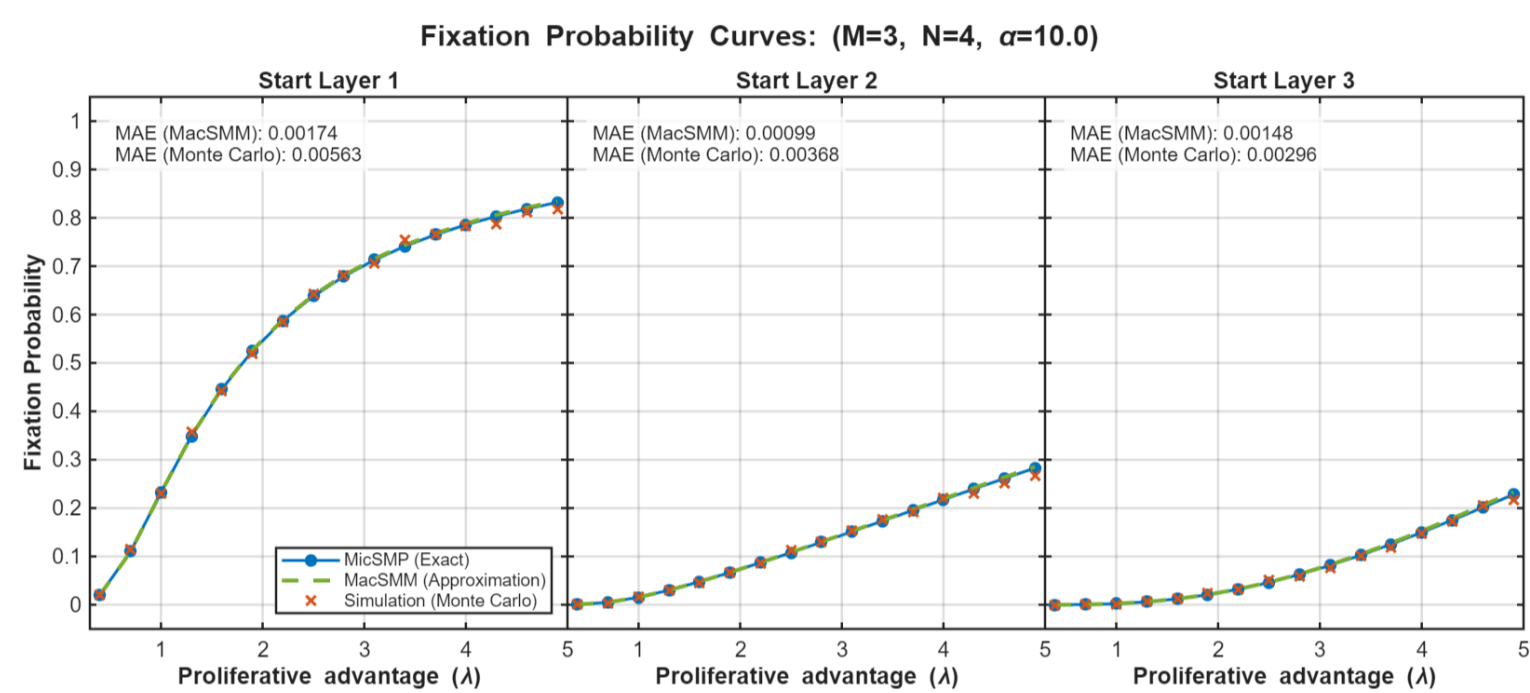 Fixation Probability Curves: (M=3, N=4, α=10.0)
Start Layer 1
Start Layer 2
Start Layer 3
MAE (MacSMM): 0.00174
MAE (Monte Carlo): 0.00563
MAE (MacSMM): 0.00099
MAE (Monte Carlo): 0.00368
MAE (MacSMM): 0.00148
MAE (Monte Carlo): 0.00296
Fixation Probability
1
0.9
0.8
0.7
0.6
0.5
0.4
0.3
0.2
0.1
0
MicSMP (Exact)
MacSMM (Approximation)
Simulation (Monte Carlo)
1 2 3 4 5
1 2 3 4 5
1 2 3 4 5
Proliferative advantage (λ)
Proliferative advantage (λ)
Proliferative advantage (λ)